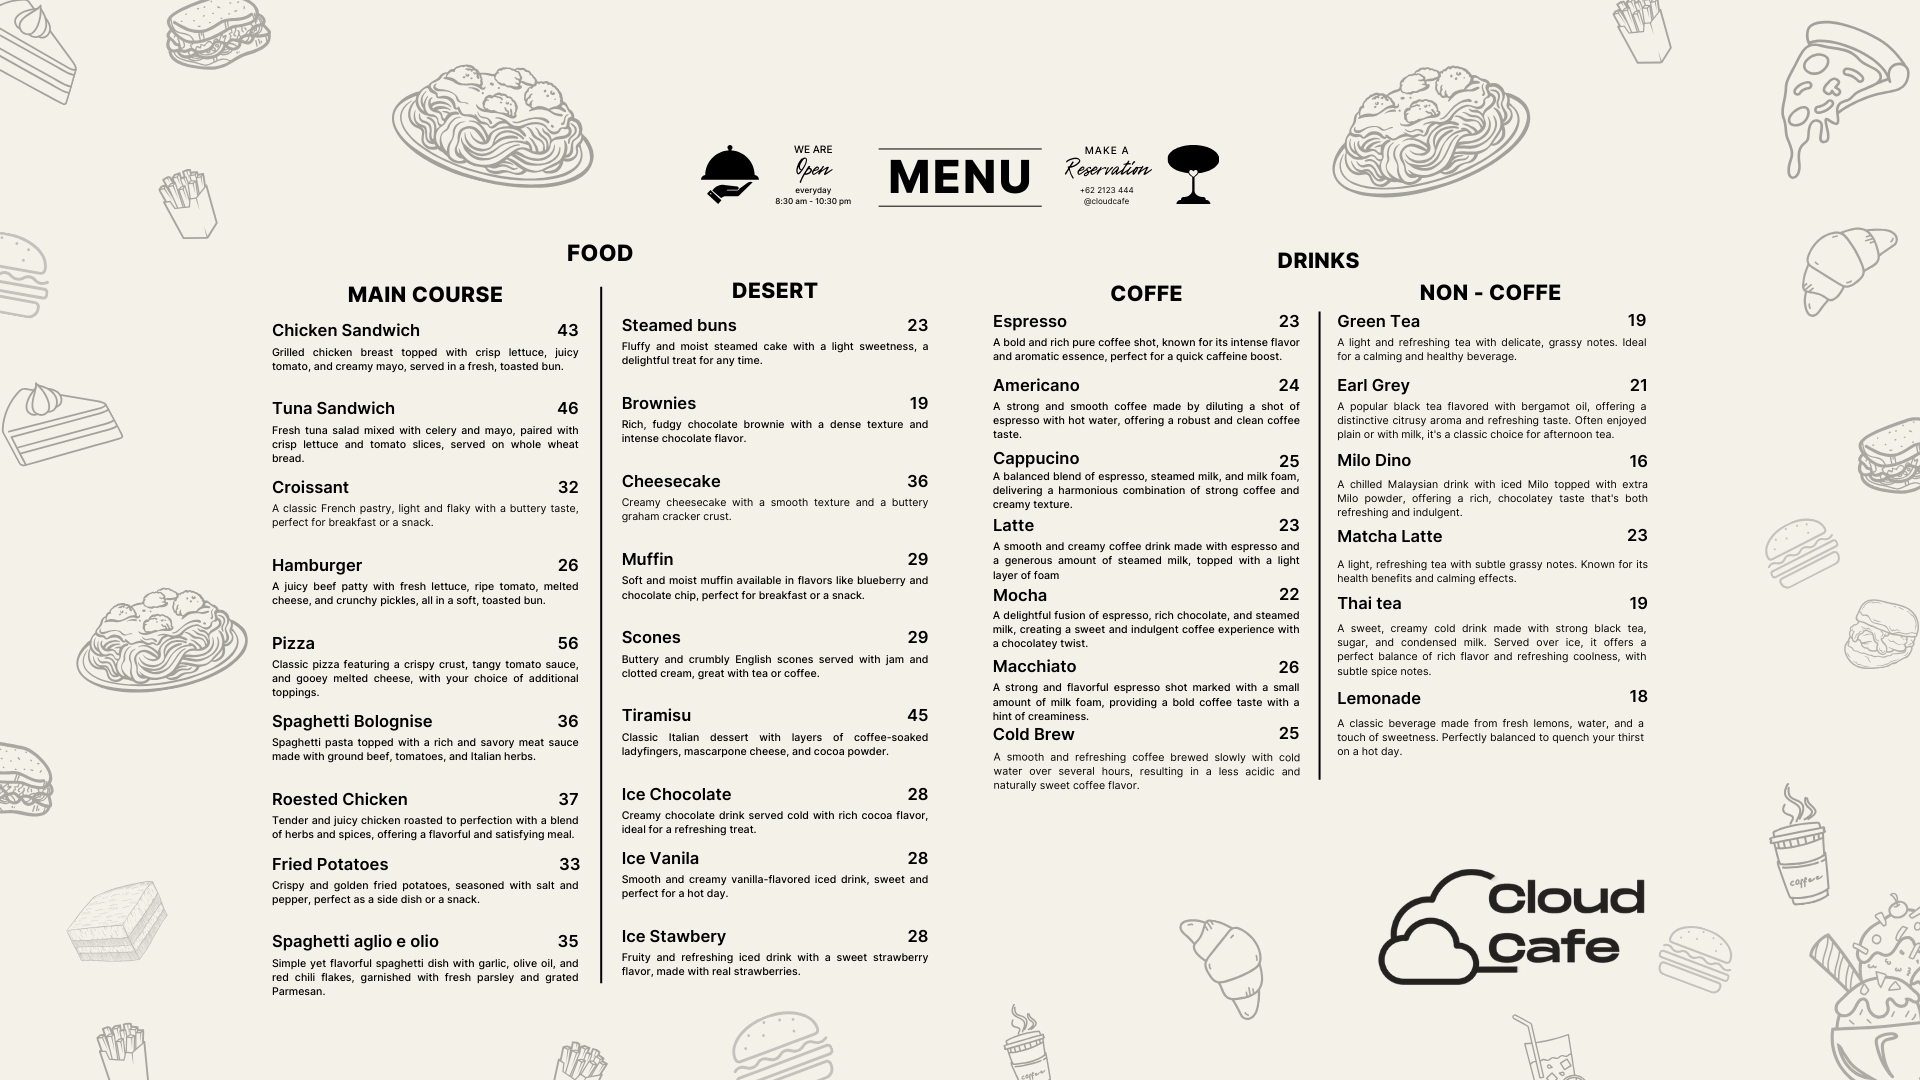 WE ARE
Open
everyday
8:30 am - 10:30 pm
MENU
MAKE A
Reservation
+62 2123 444
@cloudcafe
FOOD
MAIN COURSE
Chicken Sandwich 43
Grilled chicken breast topped with crisp lettuce, juicy
tomato, and creamy mayo, served in a fresh, toasted bun.
Tuna Sandwich 46
Fresh tuna salad mixed with celery and mayo, paired with
crisp lettuce and tomato slices, served on whole wheat
bread.
Croissant 32
A classic French pastry, light and flaky with a buttery taste,
perfect for breakfast or a snack.
Hamburger 26
A juicy beef patty with fresh lettuce, ripe tomato, melted
cheese, and crunchy pickles, all in a soft, toasted bun.
Pizza 56
Classic pizza featuring a crispy crust, tangy tomato sauce,
and gooey melted cheese, with your choice of additional
toppings.
Spaghetti Bolognise 36
Spaghetti pasta topped with a rich and savory meat sauce
made with ground beef, tomatoes, and Italian herbs.
Roested Chicken 37
Tender and juicy chicken roasted to perfection with a blend
of herbs and spices, offering a flavorful and satisfying meal.
Fried Potatoes 33
Crispy and golden fried potatoes, seasoned with salt and
pepper, perfect as a side dish or a snack.
Spaghetti aglio e olio 35
Simple yet flavorful spaghetti dish with garlic, olive oil, and
red chili flakes, garnished with fresh parsley and grated
Parmesan.
DESERT
Steamed buns 23
Fluffy and moist steamed cake with a light sweetness, a
delightful treat for any time.
Brownies 19
Rich, fudgy chocolate brownie with a dense texture and
intense chocolate flavor.
Cheesecake 36
Creamy cheesecake with a smooth texture and a buttery
graham cracker crust.
Muffin 29
Soft and moist muffin available in flavors like blueberry and
chocolate chip, perfect for breakfast or a snack.
Scones 29
Buttery and crumbly English scones served with jam and
clotted cream, great with tea or coffee.
Tiramisu 45
Classic Italian dessert with layers of coffee-soaked
ladyfingers, mascarpone cheese, and cocoa powder.
Ice Chocolate 28
Creamy chocolate drink served cold with rich cocoa flavor,
ideal for a refreshing treat.
Ice Vanila 28
Smooth and creamy vanilla-flavored iced drink, sweet and
perfect for a hot day.
Ice Stawbery 28
Fruity and refreshing iced drink with a sweet strawberry
flavor, made with real strawberries.
DRINKS
COFFE
Espresso 23
A bold and rich pure coffee shot, known for its intense flavor
and aromatic essence, perfect for a quick caffeine boost.
Americano 24
A strong and smooth coffee made by diluting a shot of
espresso with hot water, offering a robust and clean coffee
taste.
Cappucino 25
A balanced blend of espresso, steamed milk, and milk foam,
delivering a harmonious combination of strong coffee and
creamy texture.
Latte 23
A smooth and creamy coffee drink made with espresso and
a generous amount of steamed milk, topped with a light
layer of foam
Mocha 22
A delightful fusion of espresso, rich chocolate, and steamed
milk, creating a sweet and indulgent coffee experience with
a chocolatey twist.
Macchiato 26
A strong and flavorful espresso shot marked with a small
amount of milk foam, providing a bold coffee taste with a
hint of creaminess.
Cold Brew 25
A smooth and refreshing coffee brewed slowly with cold
water over several hours, resulting in a less acidic and
naturally sweet coffee flavor.
NON - COFFE
Green Tea 19
A light and refreshing tea with delicate, grassy notes. Ideal
for a calming and healthy beverage.
Earl Grey 21
A popular black tea flavored with bergamot oil, offering a
distinctive citrusy aroma and refreshing taste. Often enjoyed
plain or with milk, it's a classic choice for afternoon tea.
Milo Dino 16
A chilled Malaysian drink with iced Milo topped with extra
Milo powder, offering a rich, chocolatey taste that's both
refreshing and indulgent.
Matcha Latte 23
A light, refreshing tea with subtle grassy notes. Known for its
health benefits and calming effects.
Thai tea 19
A sweet, creamy cold drink made with strong black tea,
sugar, and condensed milk. Served over ice, it offers a
perfect balance of rich flavor and refreshing coolness, with
subtle spice notes.
Lemonade 18
A classic beverage made from fresh lemons, water, and a
touch of sweetness. Perfectly balanced to quench your thirst
on a hot day.
Cloud
Cafe